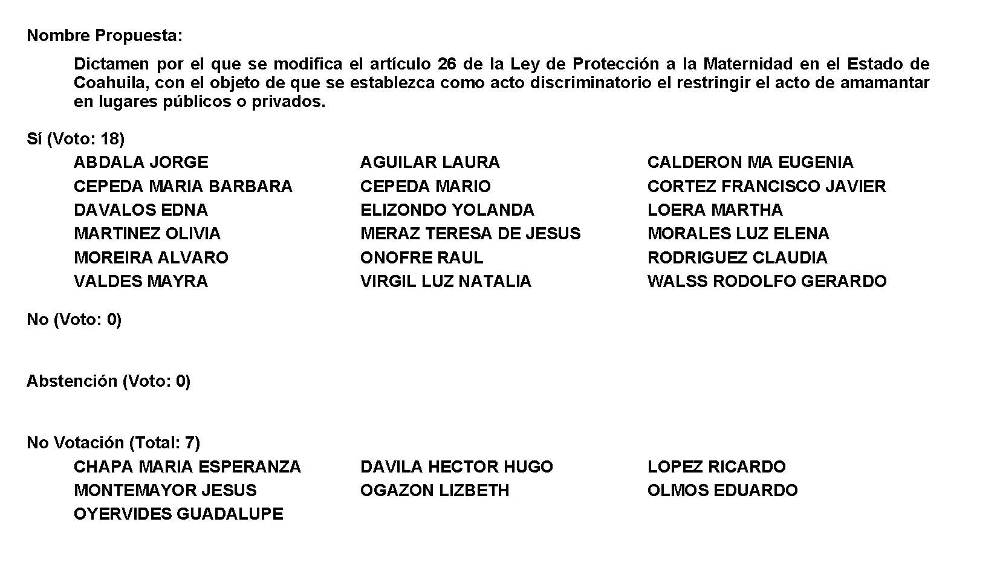 Nombre Propuesta:
Dictamen por el que se modifica el artículo 26 de la Ley de Protección a la Maternidad en el Estado de
Coahuila, con el objeto de que se establezca como acto discriminatorio el restringir el acto de amamantar
en lugares públicos o privados.
Sí (Voto: 18)
ABDALA JORGE AGUILAR LAURA CALDERON MA EUGENIA
CEPEDA MARIA BARBARA CEPEDA MARIO CORTEZ FRANCISCO JAVIER
DAVALOS EDNA ELIZONDO YOLANDA LOERA MARTHA
MARTINEZ OLIVIA MERAZ TERESA DE JESUS MORALES LUZ ELENA
MOREIRA ALVARO ONOFRE RAUL RODRIGUEZ CLAUDIA
VALDES MAYRA VIRGIL LUZ NATALIA WALSS RODOLFO GERARDO
No (Voto: 0)
Abstención (Voto: 0)
No Votación (Total: 7)
CHAPA MARIA ESPERANZA DAVILA HECTOR HUGO LOPEZ RICARDO
MONTEMAYOR JESUS OGAZON LIZBETH OLMOS EDUARDO
OYERVIDES GUADALUPE